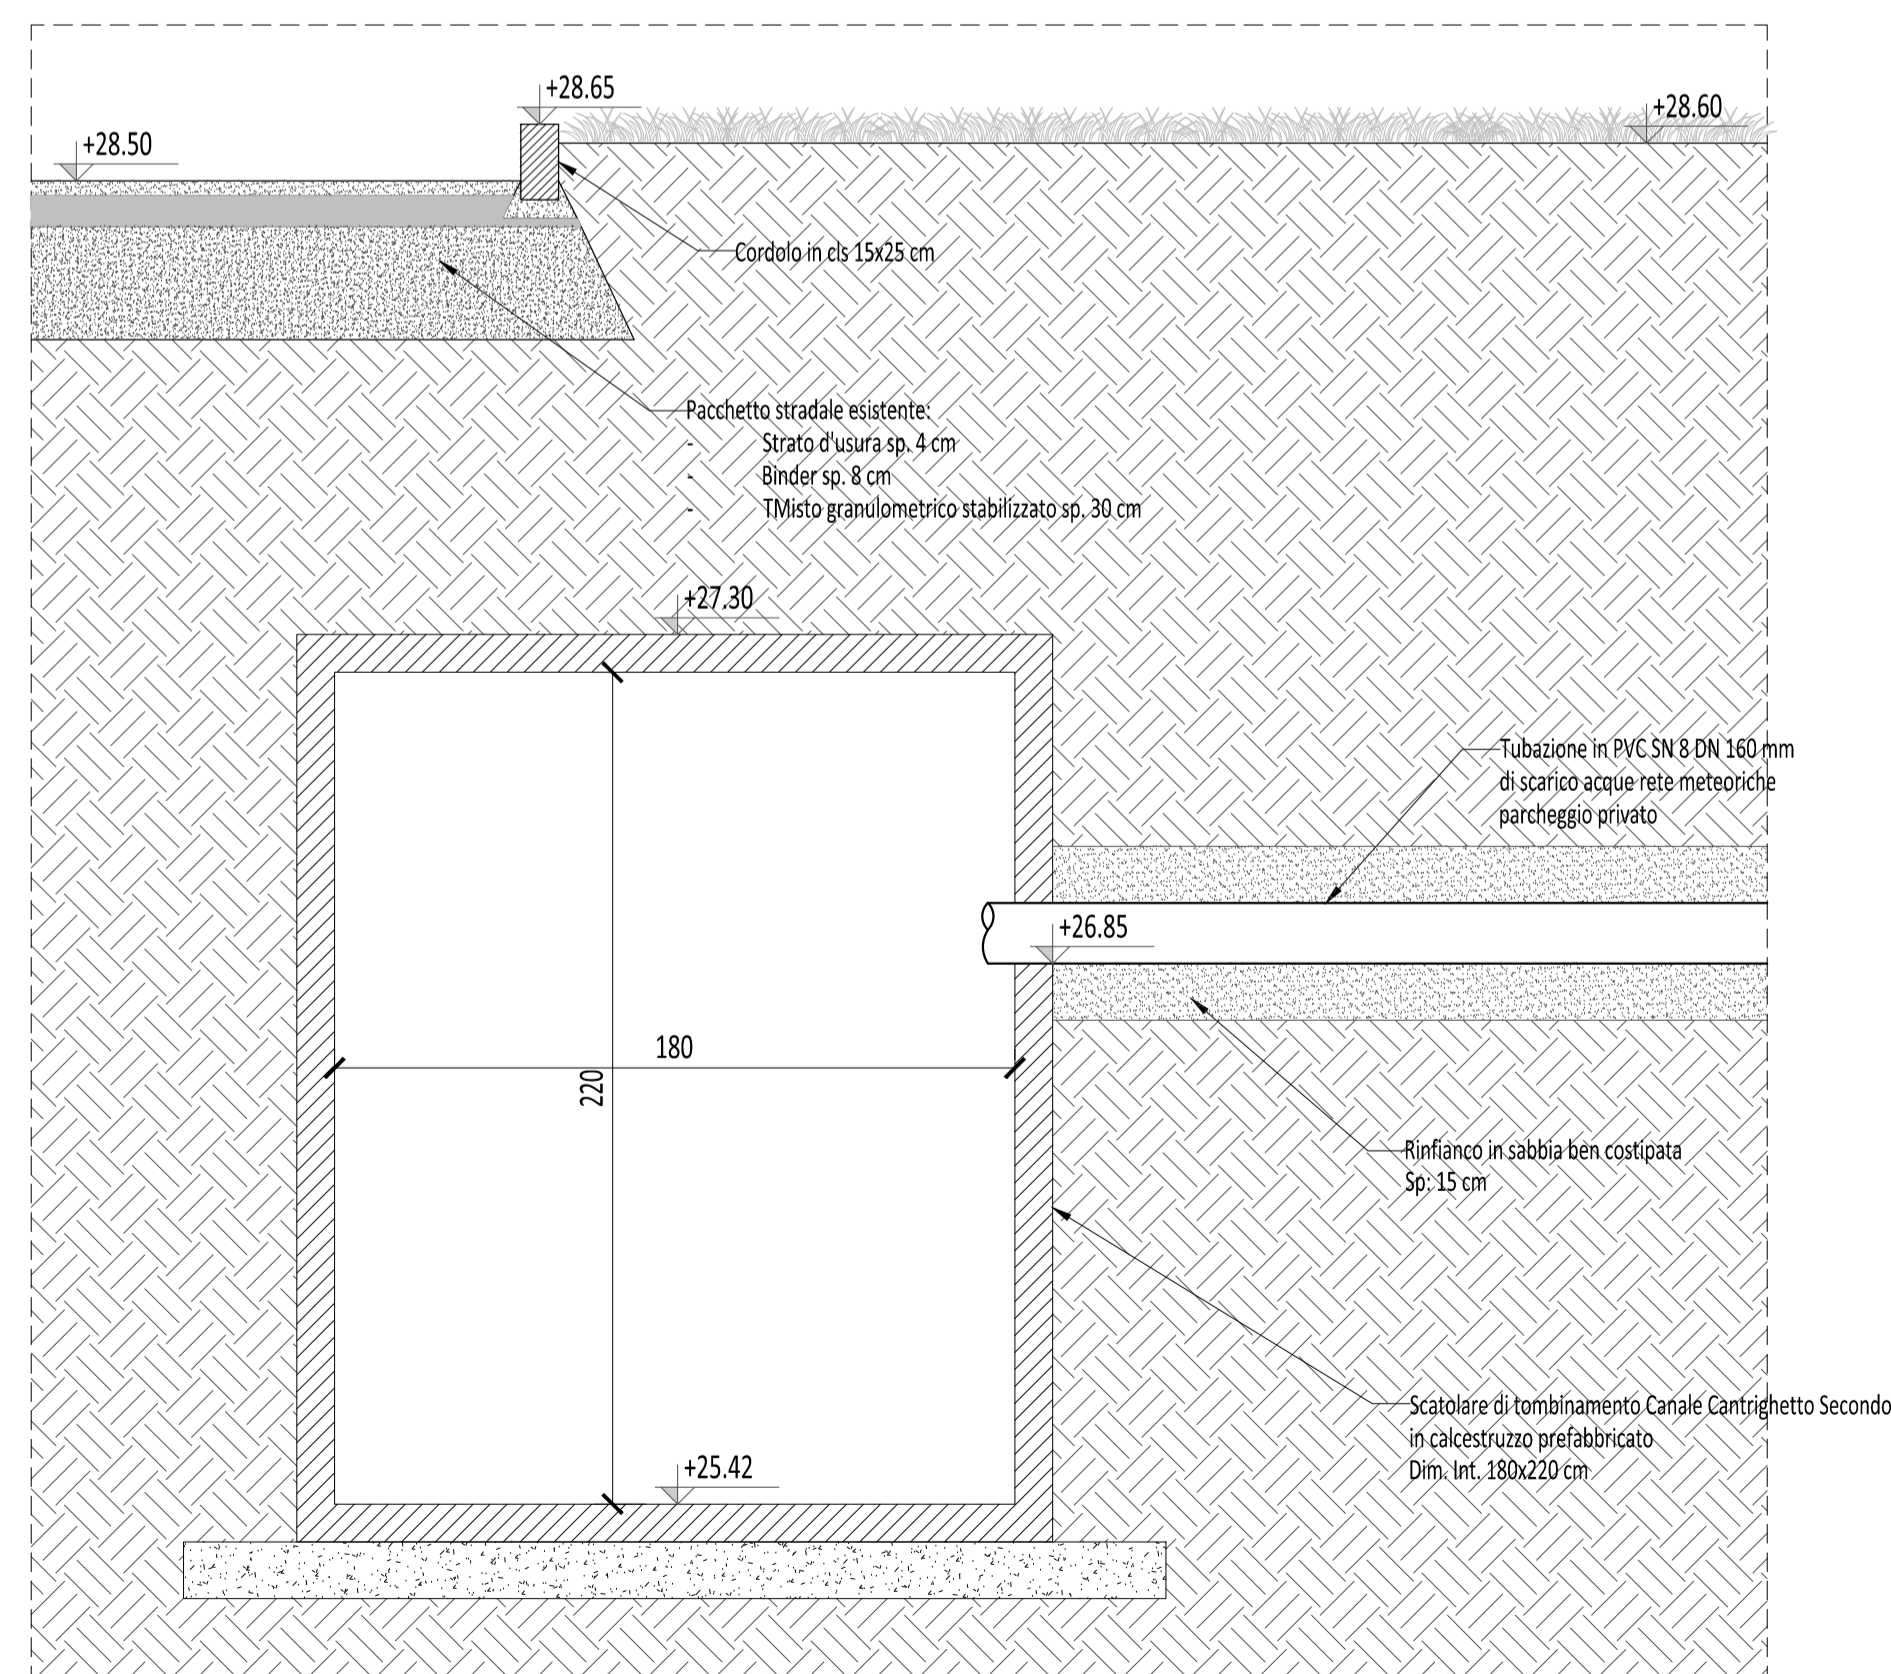 +28.65
+28.60
+28.50
Cordolo in cls 15x25 cm
Pacchetto stradale esistente:
- Strato d'usura sp. 4 cm
- Binder sp. 8 cm
- TMisto granulometrico stabilizzato sp. 30 cm
+27.30
Tubazione in PVC SN 8 DN 160 mm
di scarico acque rete meteoriche
parcheggio privato
+26.85
180
220
Rinfianco in sabbia ben costipata
Sp: 15 cm
Scatolare di tombinamento Canale Cantrighetto Secondo
in calcestruzzo prefabbricato
Dim. Int. 180x220 cm
+25.42